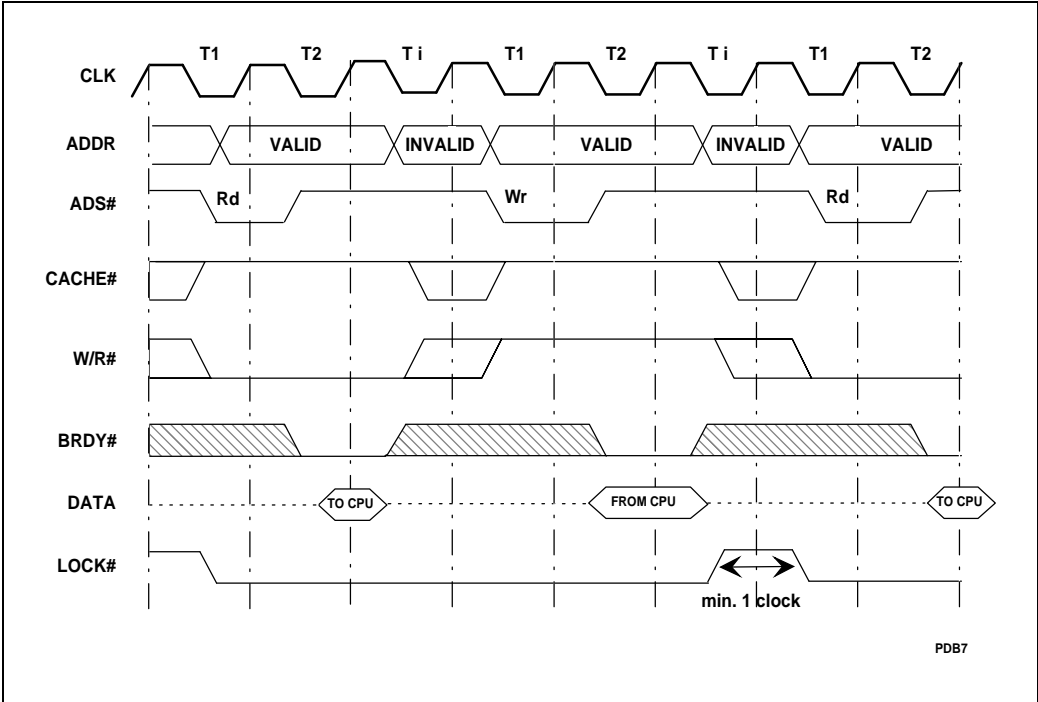 T1 T2 T i T1 T2 T i T1 T2
CLK
ADDR VALID INVALID VALID INVALID VALID
ADS# Rd Wr Rd
CACHE#
W/R#
BRDY#
DATA TO CPU FROM CPU TO CPU
LOCK#
min. 1 clock
PDB7